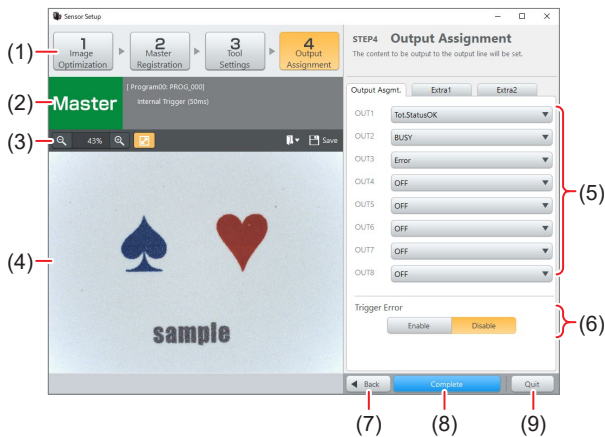 Sensor Setup
1
Image
Optimization
2
Master
Registration
3
Tool
Settings
4
Output
Assignment
STEP4 Output Assignment
The content to be output to the output line will be set.
Master
[ Program00: PROG_000]
Internal Trigger (50ms)
43%
Save
Output Asgmt.
Extra1
Extra2
OUT1 Tot.StatusOK
OUT2 BUSY
OUT3 Error
OUT4 OFF
OUT5 OFF
OUT6 OFF
OUT7 OFF
OUT8 OFF
Trigger Error
Enable
Disable
sample
Back
Complete
Quit
(1)
(2)
(3)
(4)
(5)
(6)
(7)
(8)
(9)